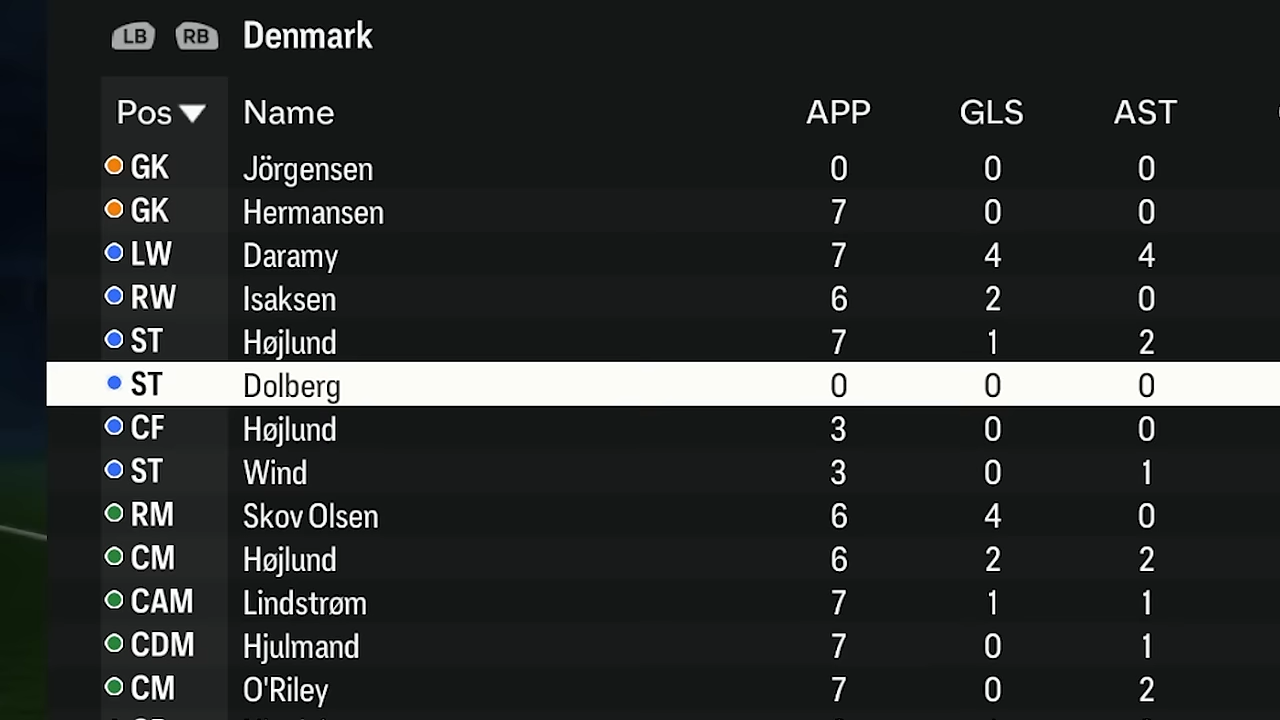 LB RB Denmark
Pos Name APP GLS AST
GK Jörgensen 0 0 0
GK Hermansen 7 0 0
LW Daramy 7 4 4
RW Isaksen 6 2 0
ST Højlund 7 1 2
ST Dolberg 0 0 0
CF Højlund 3 0 0
ST Wind 3 0 1
RM Skov Olsen 6 4 0
CM Højlund 6 2 2
CAM Lindstrøm 7 1 1
CDM Hjulmand 7 0 1
CM O'Riley 7 0 2